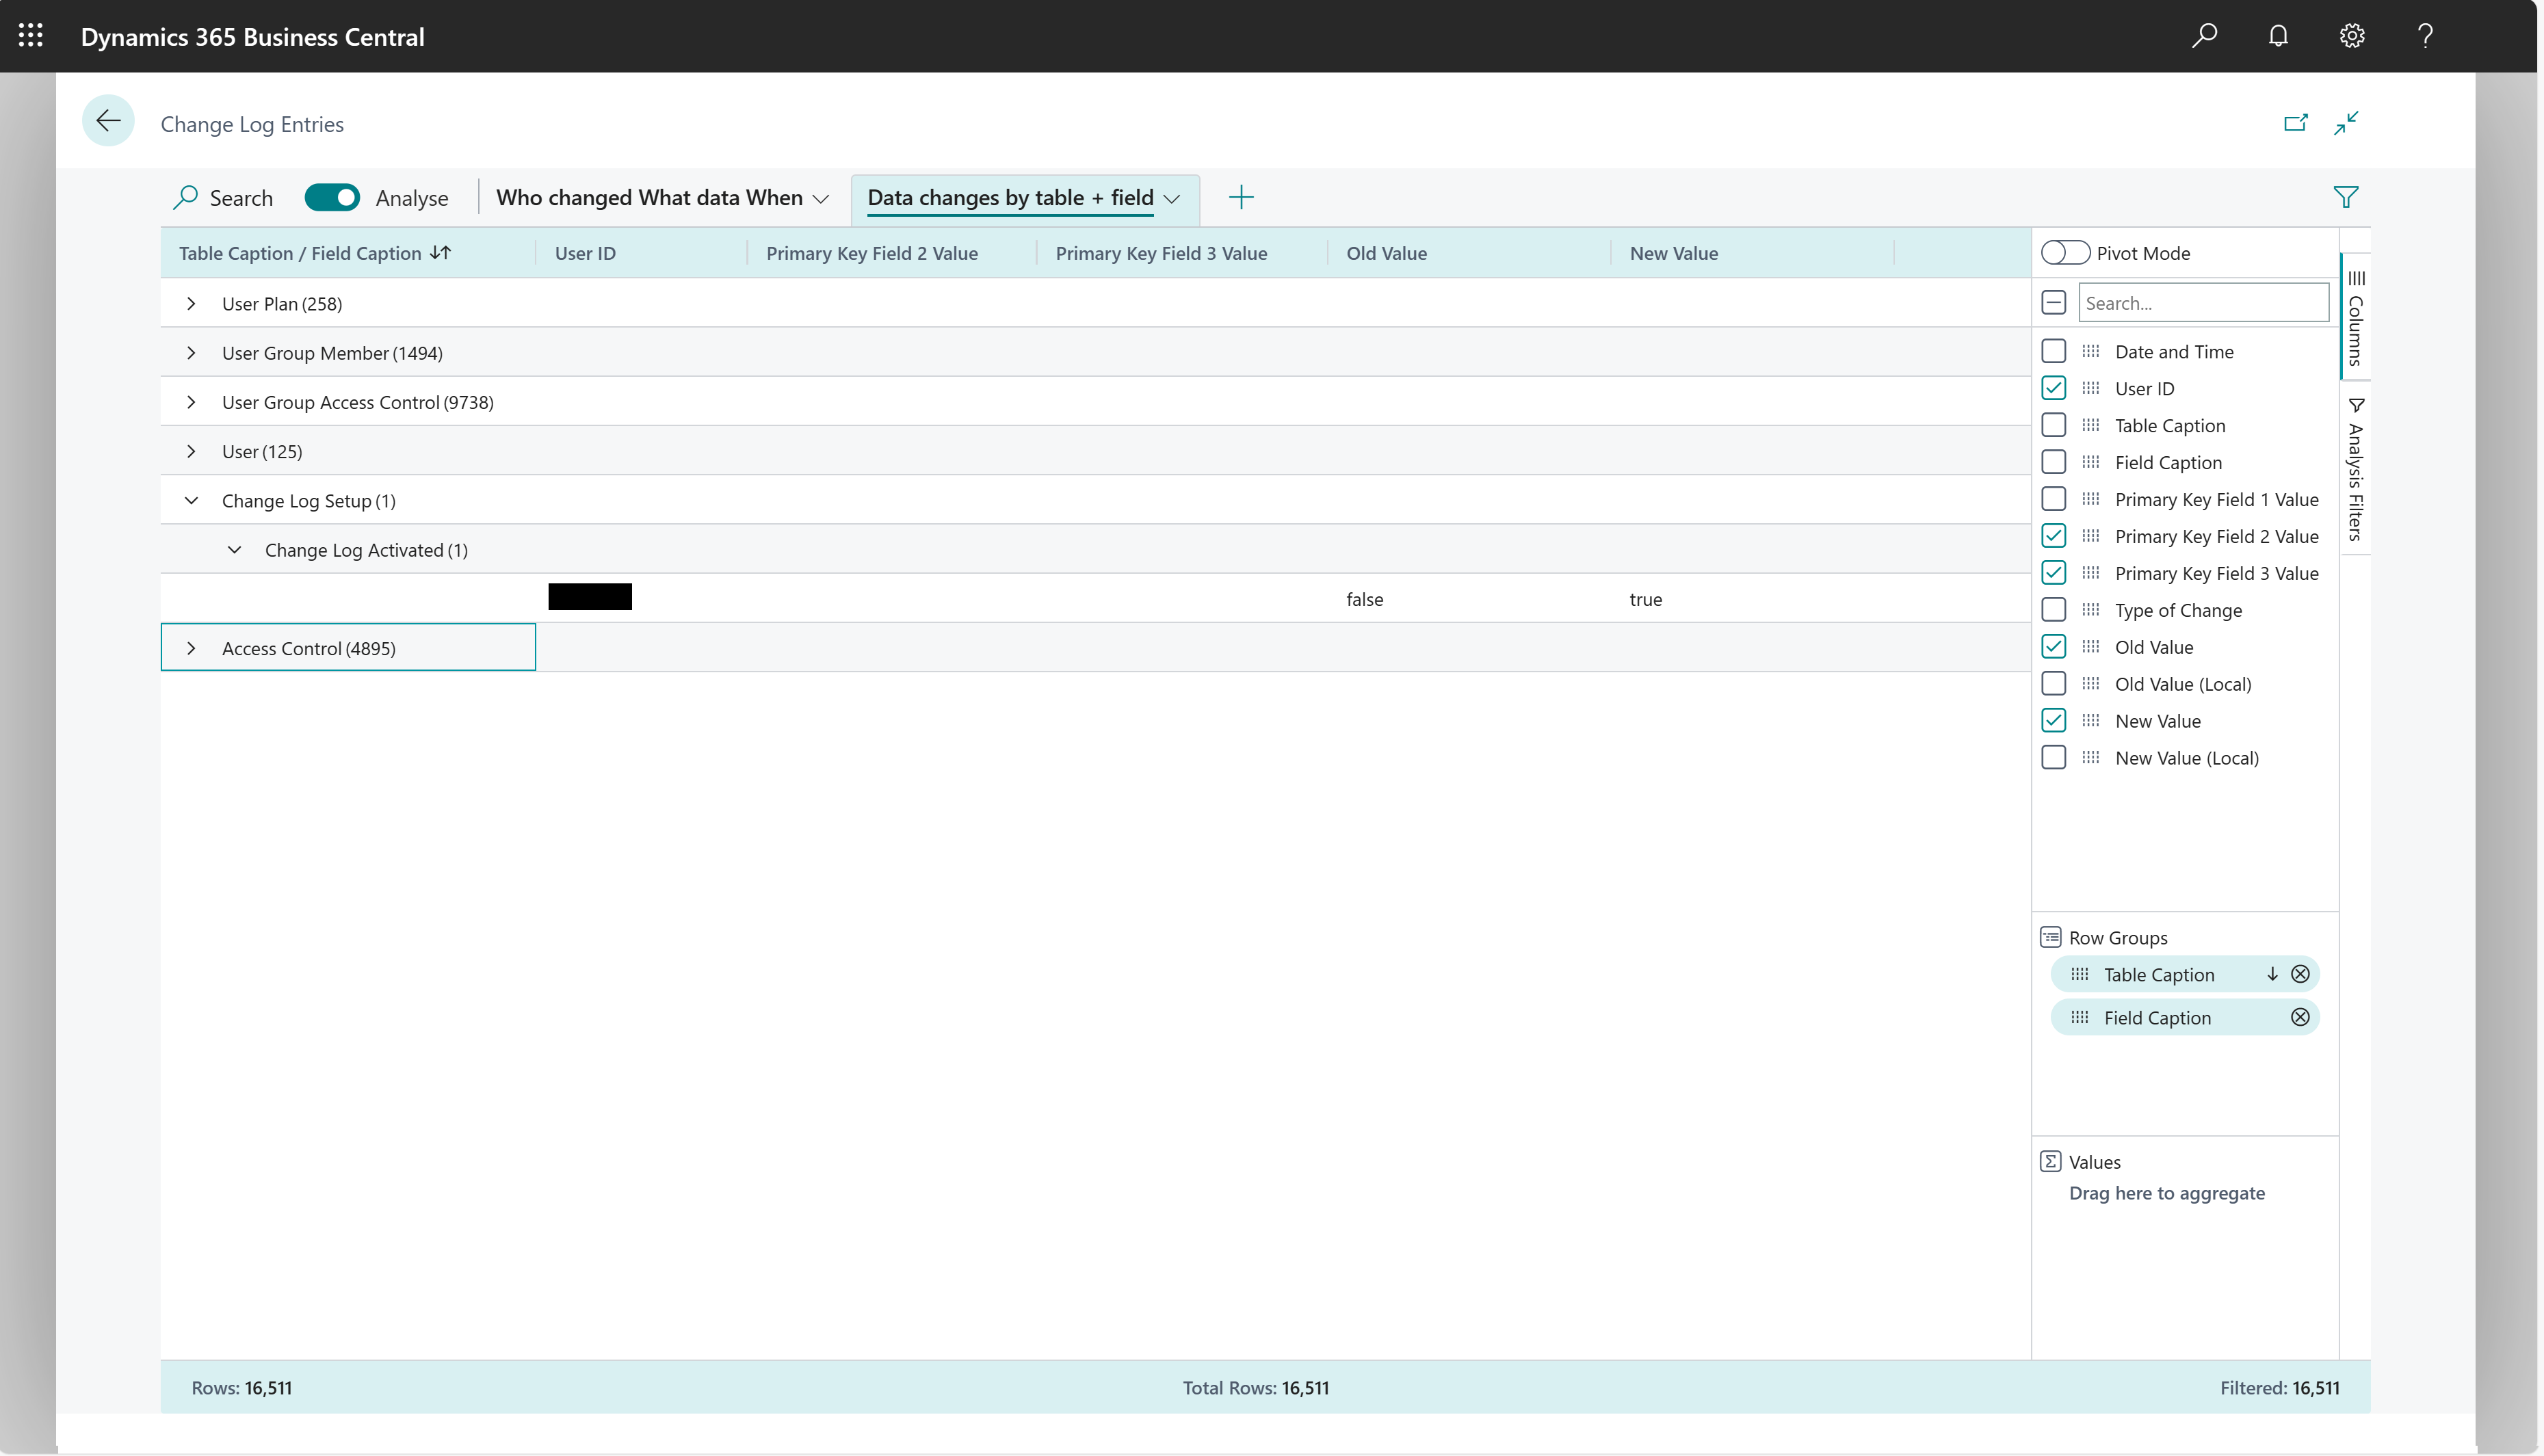 Dynamics 365 Business Central
Change Log Entries
Search Analyse Who changed What data When Data changes by table + field
Table Caption / Field Caption User ID Primary Key Field 2 Value Primary Key Field 3 Value Old Value New Value
User Plan (258)
User Group Member (1494)
User Group Access Control (9738)
User (125)
Change Log Setup (1)
Change Log Activated (1)
false true
Access Control (4895)
Pivot Mode
Search...
Date and Time
User ID
Table Caption
Field Caption
Primary Key Field 1 Value
Primary Key Field 2 Value
Primary Key Field 3 Value
Type of Change
Old Value
Old Value (Local)
New Value
New Value (Local)
Row Groups
Table Caption
Field Caption
Values
Drag here to aggregate
Columns
Analysis Filters
Rows: 16,511 Total Rows: 16,511 Filtered: 16,511